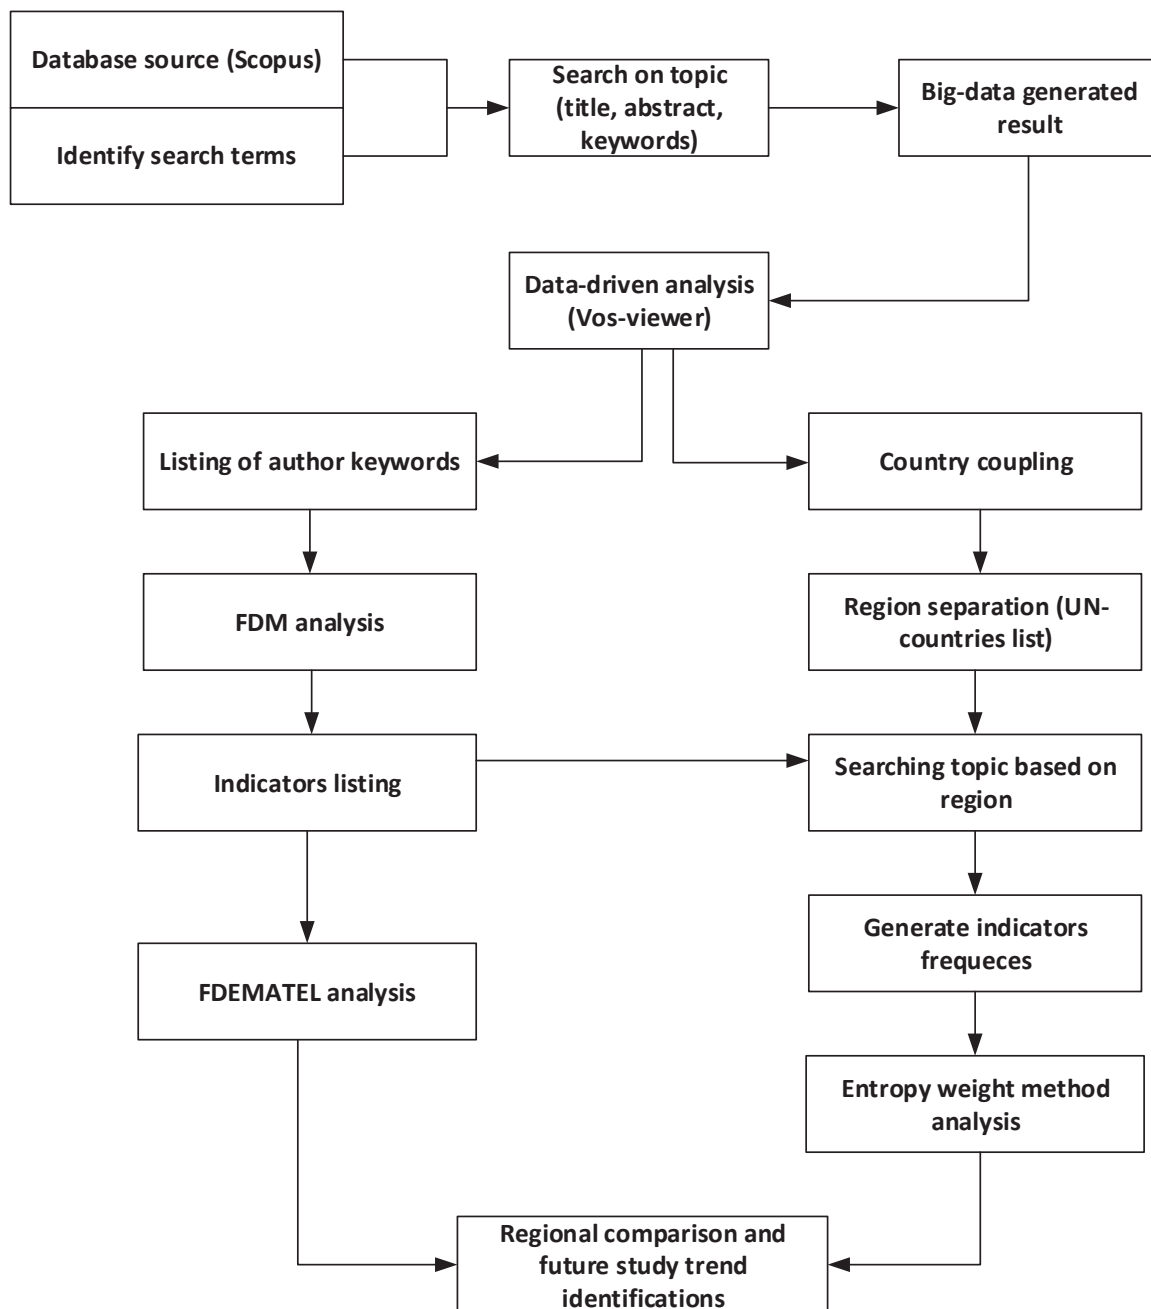 Database source (Scopus)
Identify search terms
Search on topic
(title, abstract,
keywords)
Big-data generated
result
Data-driven analysis
(Vos-viewer)
Listing of author keywords
Country coupling
FDM analysis
Region separation (UN-
countries list)
Indicators listing
Searching topic based on
region
Generate indicators
frequeces
FDEMATEL analysis
Entropy weight method
analysis
Regional comparison and
future study trend
identifications